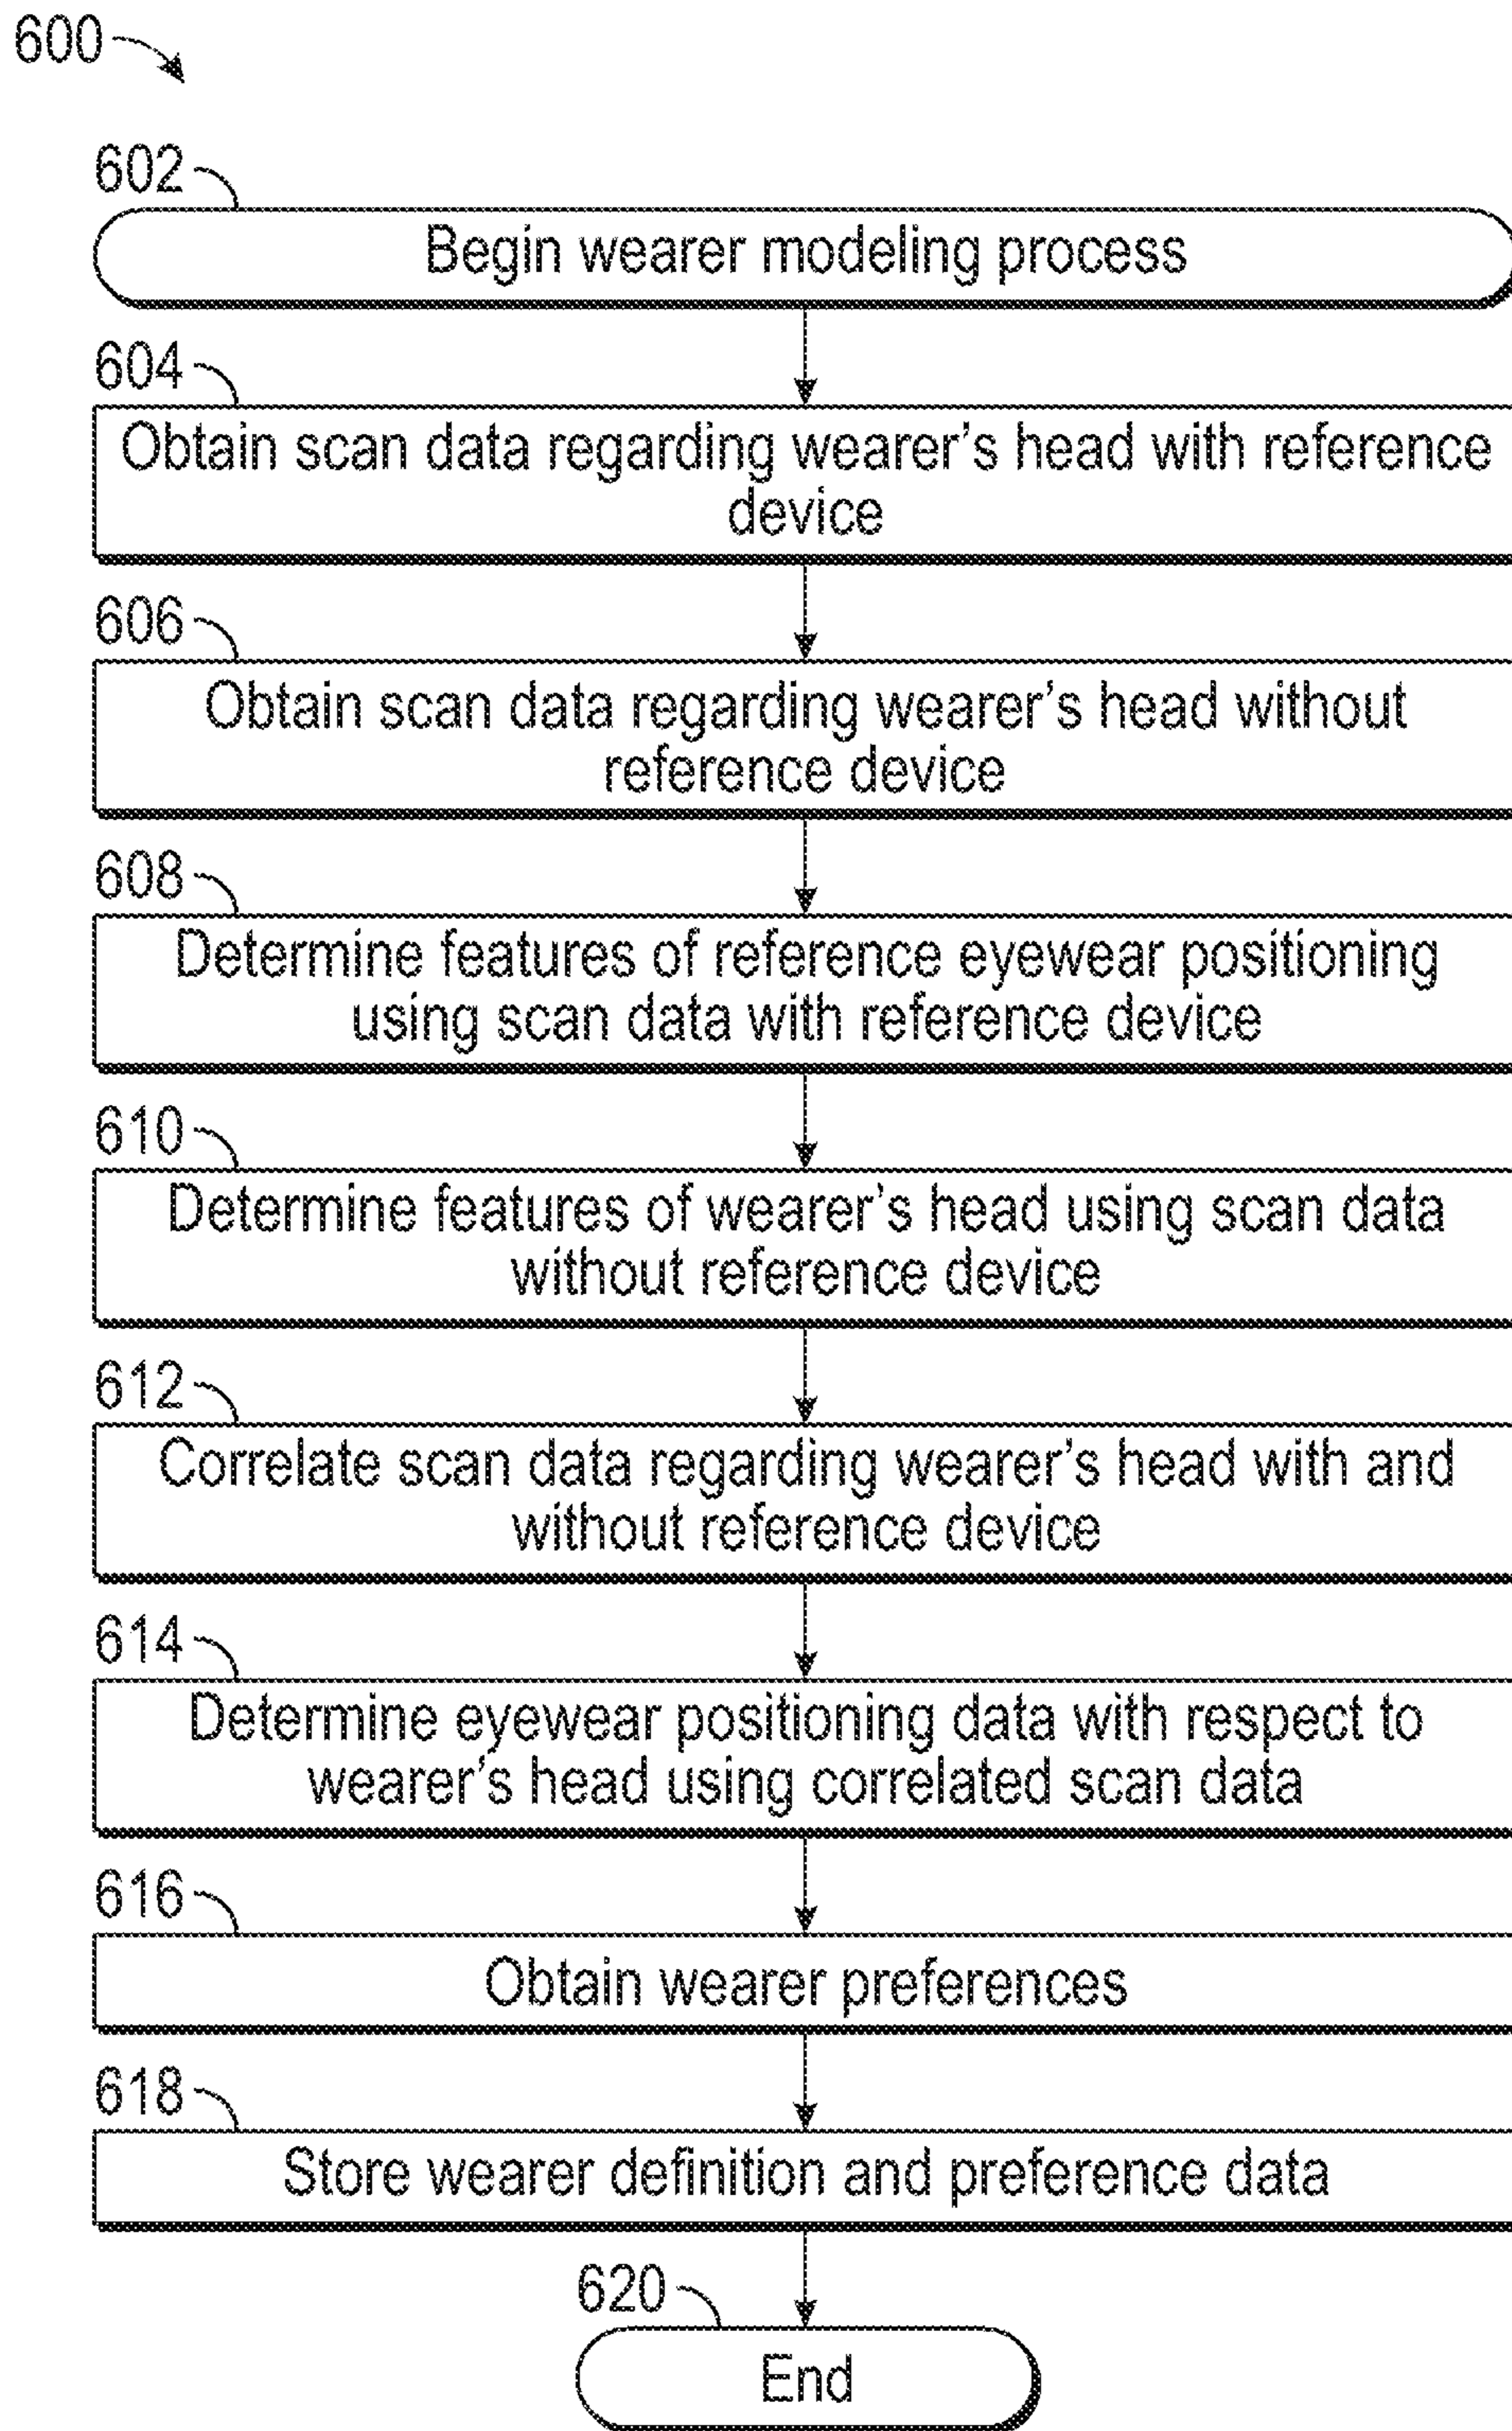 600
602
Begin wearer modeling process
604
Obtain scan data regarding wearer's head with reference
device
606
Obtain scan data regarding wearer's head without
reference device
608
Determine features of reference eyewear positioning
using scan data with reference device
610
Determine features of wearer's head using scan data
without reference device
612
Correlate scan data regarding wearer's head with and
without reference device
614
Determine eyewear positioning data with respect to
wearer's head using correlated scan data
616
Obtain wearer preferences
618
Store wearer definition and preference data
620
End